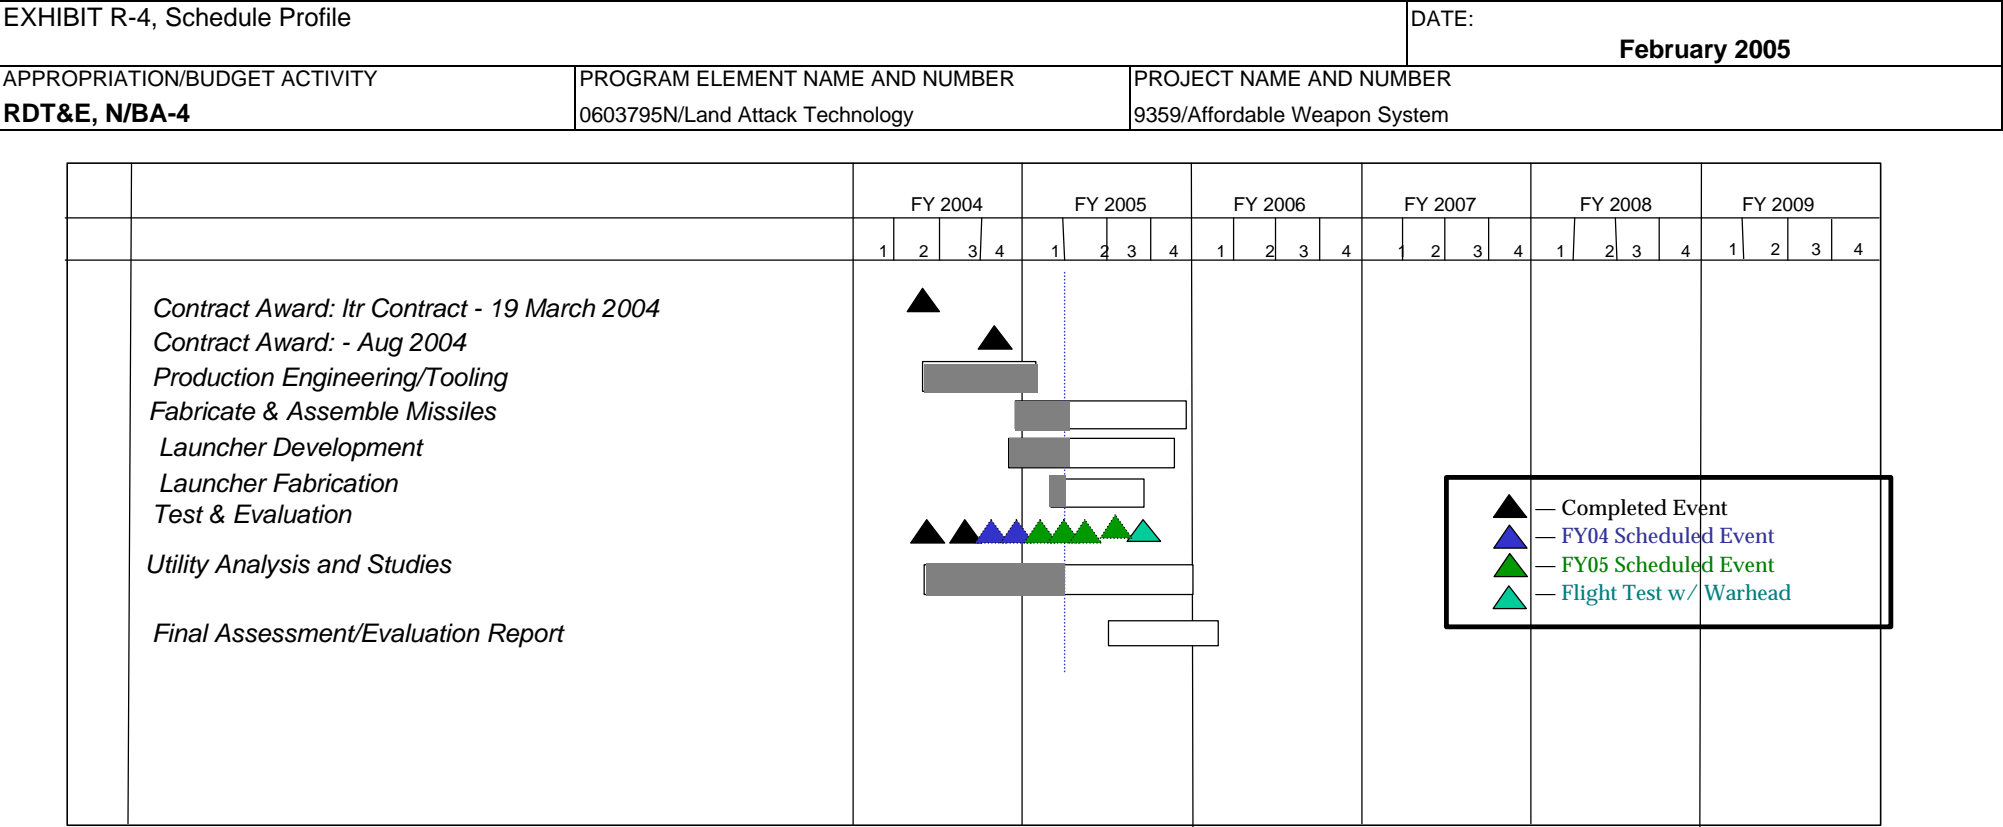 EXHIBIT R-4, Schedule Profile
DATE:
February 2005
APPROPRIATION/BUDGET ACTIVITY
PROGRAM ELEMENT NAME AND NUMBER
PROJECT NAME AND NUMBER
RDT&E, N/BA-4
0603795N/Land Attack Technology
9359/Affordable Weapon System
FY 2004 FY 2005 FY 2006 FY 2007 FY 2008 FY 2009
1 2 3 4 1 2 3 4 1 2 3 4 1 2 3 4 1 2 3 4 1 2 3 4
Contract Award: ltr Contract - 19 March 2004
Contract Award: - Aug 2004
Production Engineering/Tooling
Fabricate & Assemble Missiles
Launcher Development
Launcher Fabrication
Test & Evaluation
Utility Analysis and Studies
Final Assessment/Evaluation Report
— Completed Event
— FY04 Scheduled Event
— FY05 Scheduled Event
— Flight Test w/ Warhead